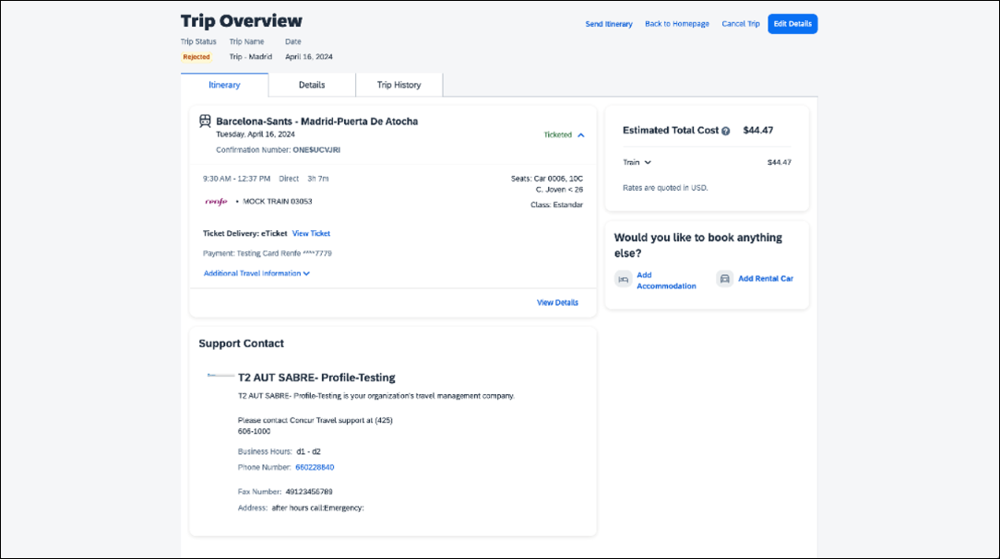 Trip Overview
Send Itinerary Back to Homepage Cancel Trip Edit Details
Trip Status Trip Name Date
Rejected Trip - Madrid April 16, 2024
Itinerary Details Trip History
Barcelona-Sants - Madrid-Puerta De Atocha
Tuesday, April 16, 2024
Ticketed
Confirmation Number: ONE$UCVJRI
9:30 AM - 12:37 PM Direct 3h 7m
Seats: Car 0006, 10C
C. Joven < 26
renfe • MOCK TRAIN 03053
Class: Estandar
Ticket Delivery: eTicket View Ticket
Payment: Testing Card Renfe ****7779
Additional Travel Information
View Details
Estimated Total Cost ? $44.47
Train $44.47
Rates are quoted in USD.
Would you like to book anything
else?
Add
Accommodation
Add Rental Car
Support Contact
T2 AUT SABRE- Profile-Testing
T2 AUT SABRE- Profile-Testing is your organization's travel management company.
Please contact Concur Travel support at (425)
606-1000
Business Hours: d1 - d2
Phone Number: 660228840
Fax Number: 49123456789
Address: after hours call:Emergency: